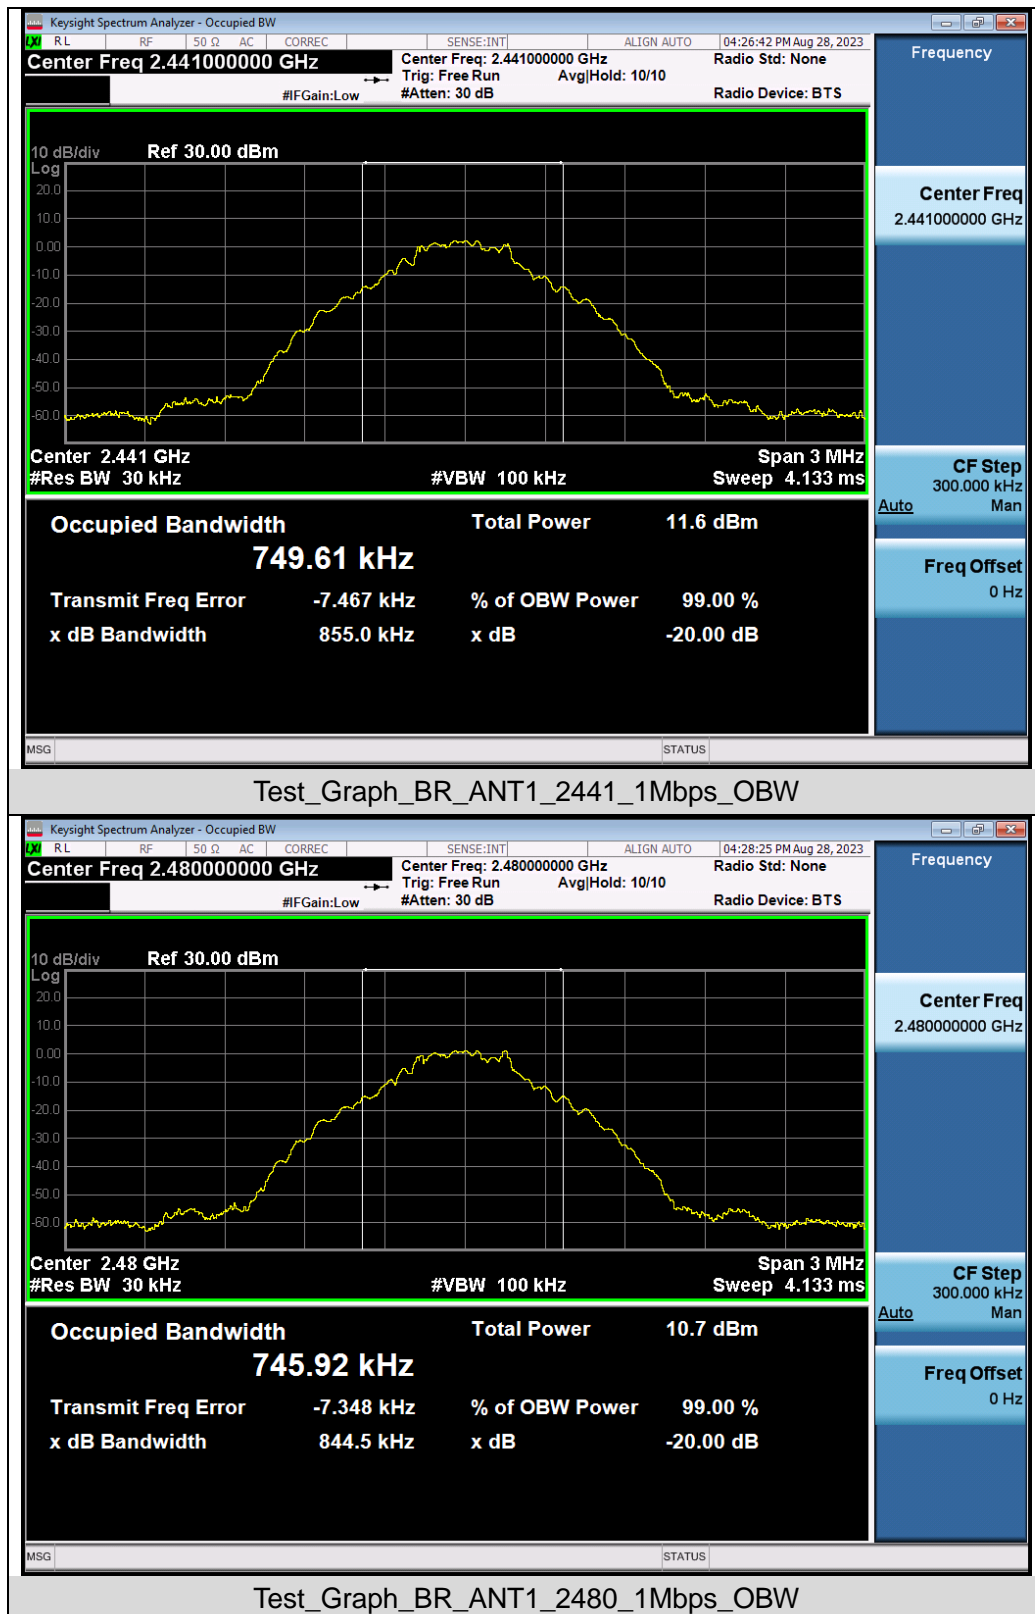 Keysight Spectrum Analyzer - Occupied BW
LXI RL RF 50 Ω AC CORREC SENSE:INT ALIGN AUTO 04:26:42 PM Aug 28, 2023
Center Freq 2.441000000 GHz
Center Freq: 2.441000000 GHz
Radio Std: None
Trig: Free Run Avg|Hold: 10/10
#IFGain:Low
#Atten: 30 dB
Radio Device: BTS
Frequency
10 dB/div Ref 30.00 dBm
Log
20.0
10.0
0.00
-10.0
-20.0
-30.0
-40.0
-50.0
-60.0
Center Freq
2.441000000 GHz
Center 2.441 GHz
Span 3 MHz
#Res BW 30 kHz
#VBW 100 kHz
Sweep 4.133 ms
CF Step
300.000 kHz
Auto Man
Occupied Bandwidth
Total Power 11.6 dBm
749.61 kHz
Freq Offset
0 Hz
Transmit Freq Error -7.467 kHz % of OBW Power 99.00 %
x dB Bandwidth 855.0 kHz x dB -20.00 dB
MSG STATUS
Test_Graph_BR_ANT1_2441_1Mbps_OBW
Keysight Spectrum Analyzer - Occupied BW
LXI RL RF 50 Ω AC CORREC SENSE:INT ALIGN AUTO 04:28:25 PM Aug 28, 2023
Center Freq 2.480000000 GHz
Center Freq: 2.480000000 GHz
Radio Std: None
Trig: Free Run Avg|Hold: 10/10
#IFGain:Low
#Atten: 30 dB
Radio Device: BTS
Frequency
10 dB/div Ref 30.00 dBm
Log
20.0
10.0
0.00
-10.0
-20.0
-30.0
-40.0
-50.0
-60.0
Center Freq
2.480000000 GHz
Center 2.48 GHz
Span 3 MHz
#Res BW 30 kHz
#VBW 100 kHz
Sweep 4.133 ms
CF Step
300.000 kHz
Auto Man
Occupied Bandwidth
Total Power 10.7 dBm
745.92 kHz
Freq Offset
0 Hz
Transmit Freq Error -7.348 kHz % of OBW Power 99.00 %
x dB Bandwidth 844.5 kHz x dB -20.00 dB
MSG STATUS
Test_Graph_BR_ANT1_2480_1Mbps_OBW